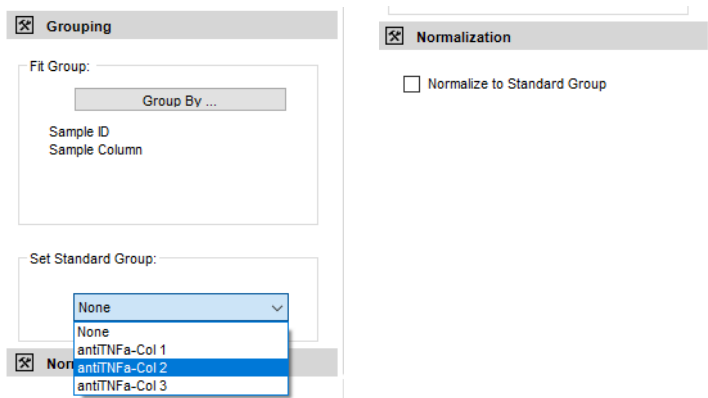 Grouping
Fit Group:
Group By ...
Sample ID
Sample Column
Set Standard Group:
None
None
antiTNFa-Col 1
antiTNFa-Col 2
antiTNFa-Col 3
Normalization
Normalize to Standard Group